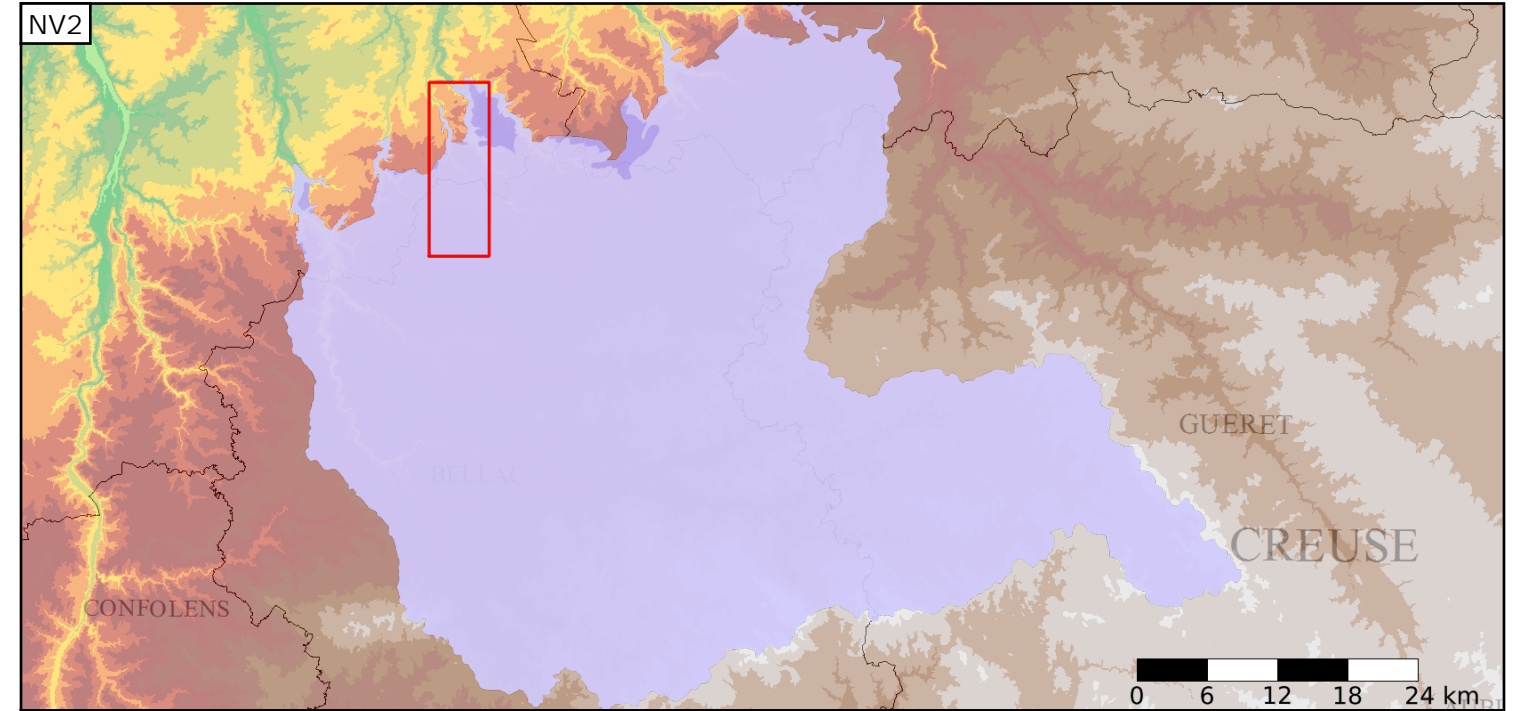 NV2
GUERET
BELLAC
CREUSE
CONFOLENS
0 6 12 18 24 km